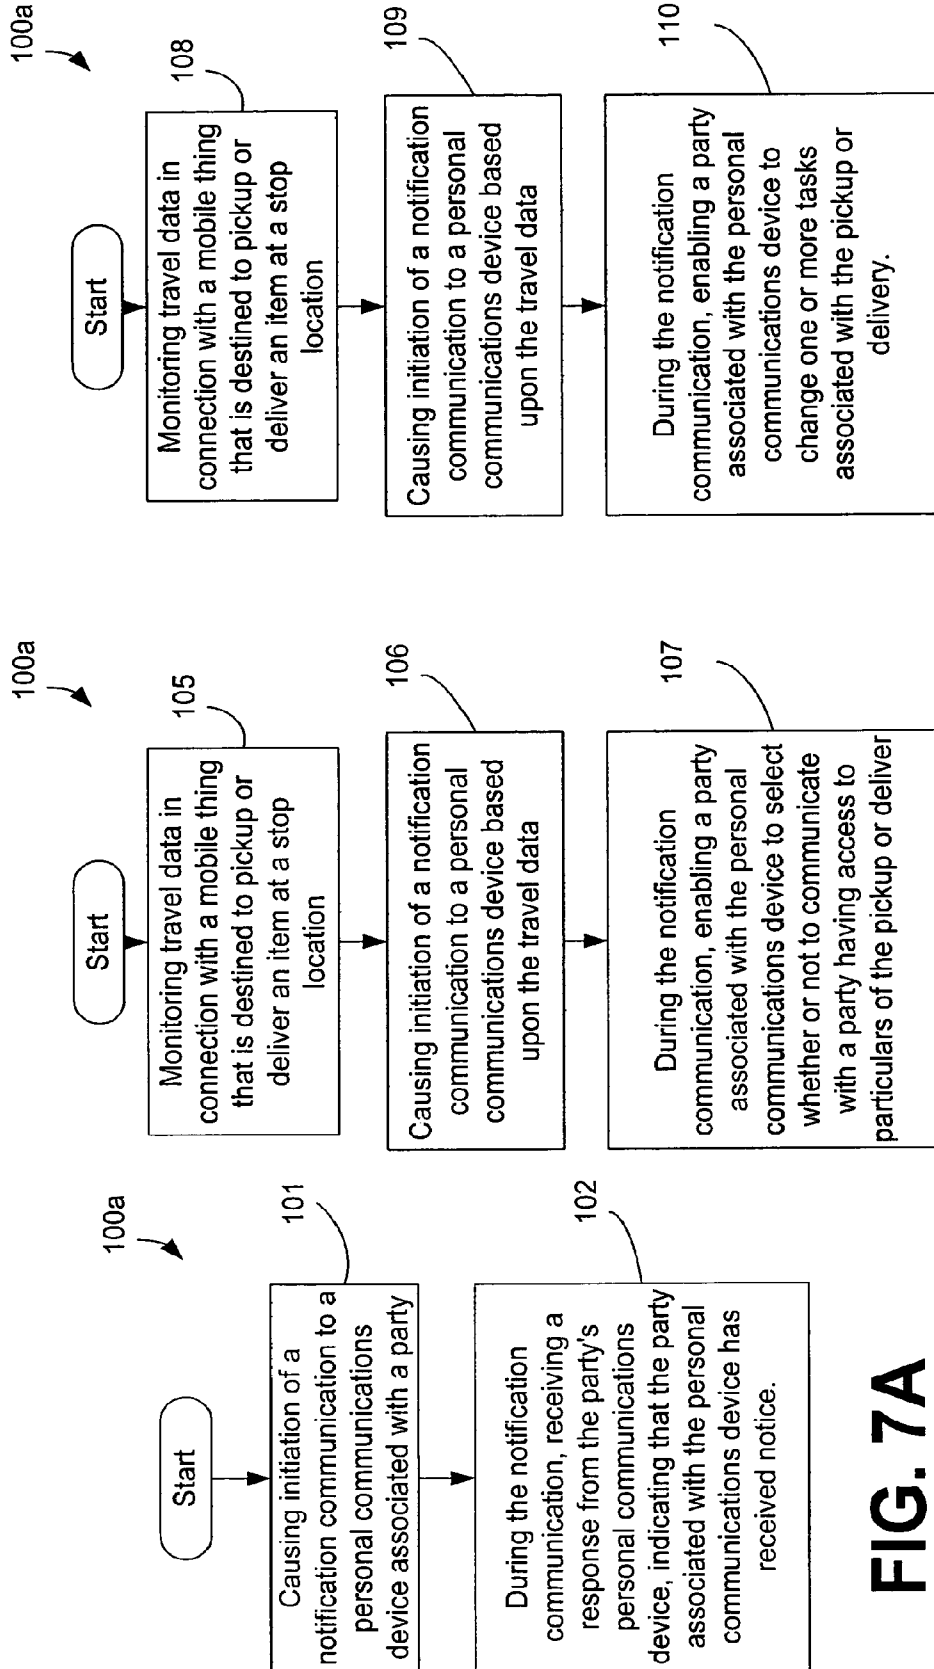 100a
Start
101
Causing initiation of a
notification communication to a
personal communications
device associated with a party
102
During the notification
communication, receiving a
response from the party's
personal communications
device, indicating that the party
associated with the personal
communications device has
received notice.
100a
Start
105
Monitoring travel data in
connection with a mobile thing
that is destined to pickup or
deliver an item at a stop
location
106
Causing initiation of a notification
communication to a personal
communications device based
upon the travel data
107
During the notification
communication, enabling a party
associated with the personal
communications device to select
whether or not to communicate
with a party having access to
particulars of the pickup or deliver
100a
Start
108
Monitoring travel data in
connection with a mobile thing
that is destined to pickup or
deliver an item at a stop
location
109
Causing initiation of a notification
communication to a personal
communications device based
upon the travel data
110
During the notification
communication, enabling a party
associated with the personal
communications device to
change one or more tasks
associated with the pickup or
delivery.
FIG. 7A